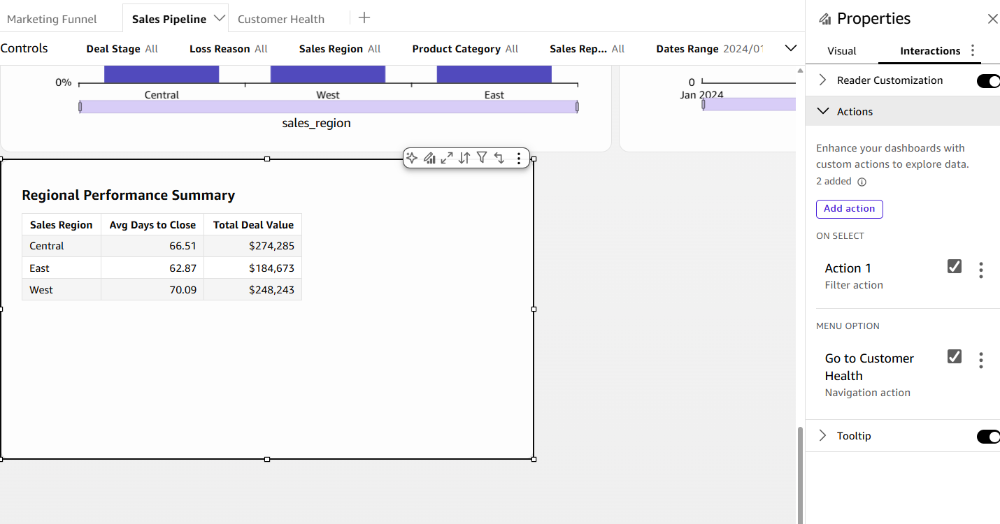 Marketing Funnel Sales Pipeline Customer Health
Controls Deal Stage All Loss Reason All Sales Region All Product Category All Sales Rep... All Dates Range 2024/01
0%
Central West East
sales_region
0
Jan 2024
Regional Performance Summary
Sales Region Avg Days to Close Total Deal Value
Central 66.51 $274,285
East 62.87 $184,673
West 70.09 $248,243
Properties
Visual Interactions
Reader Customization
Actions
Enhance your dashboards with
custom actions to explore data.
2 added
Add action
ON SELECT
Action 1
Filter action
MENU OPTION
Go to Customer
Health
Navigation action
Tooltip